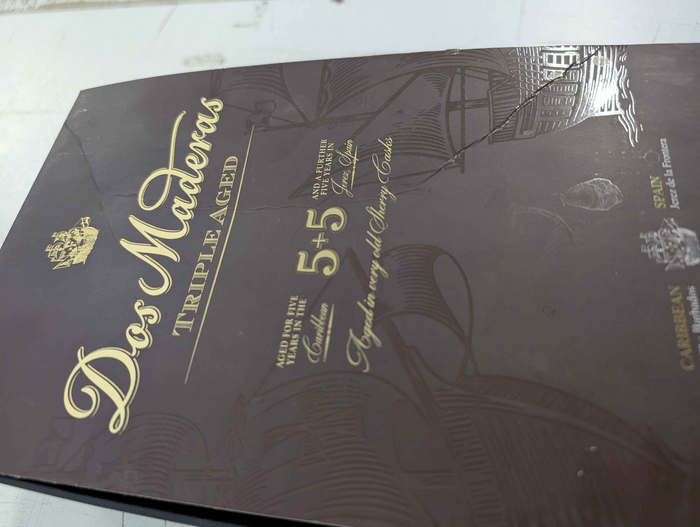 Dos Maderas
TRIPLE AGED
AGED FOR FIVE
YEARS IN THE
Caribbean
5+5
AND A FURTHER
FIVE YEARS IN
Jerez, Spain
Aged in very old Sherry Casks
CARIBBEAN
SPAIN
Jerez de la Frontera